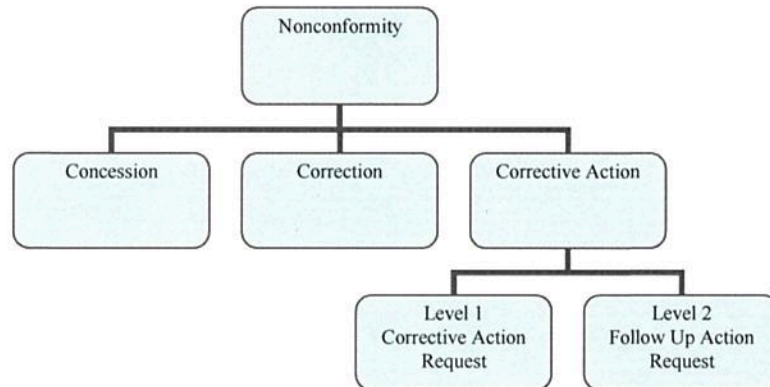 Nonconformity
Concession
Correction
Corrective Action
Level 1
Corrective Action
Request
Level 2
Follow Up Action
Request